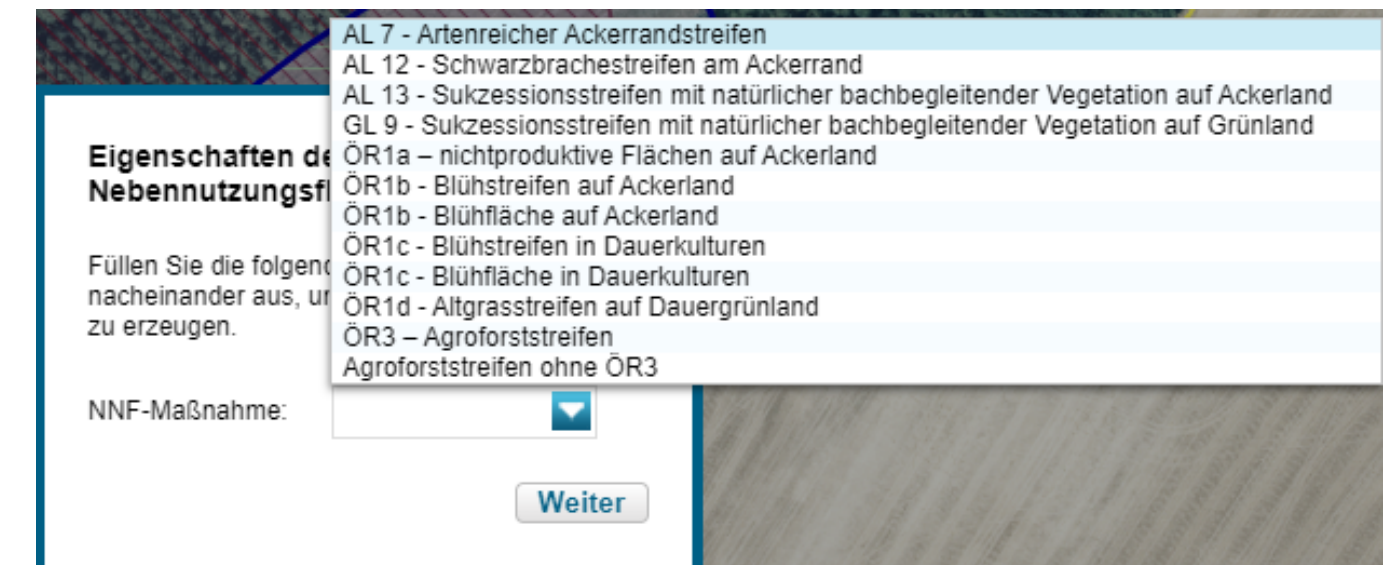 AL 7 - Artenreicher Ackerrandstreifen
AL 12 - Schwarzbrachestreifen am Ackerrand
AL 13 - Sukzessionsstreifen mit natürlicher bachbegleitender Vegetation auf Ackerland
GL 9 - Sukzessionsstreifen mit natürlicher bachbegleitender Vegetation auf Grünland
ÖR1a – nichtproduktive Flächen auf Ackerland
ÖR1b - Blühstreifen auf Ackerland
ÖR1b - Blühfläche auf Ackerland
ÖR1c - Blühstreifen in Dauerkulturen
ÖR1c - Blühfläche in Dauerkulturen
ÖR1d - Altgrasstreifen auf Dauergrünland
ÖR3 – Agroforststreifen
Agroforststreifen ohne ÖR3
Eigenschaften
Füllen Sie die
nacheinander aus,
zu erzeugen.
NNF-Maßnahme:
Weiter